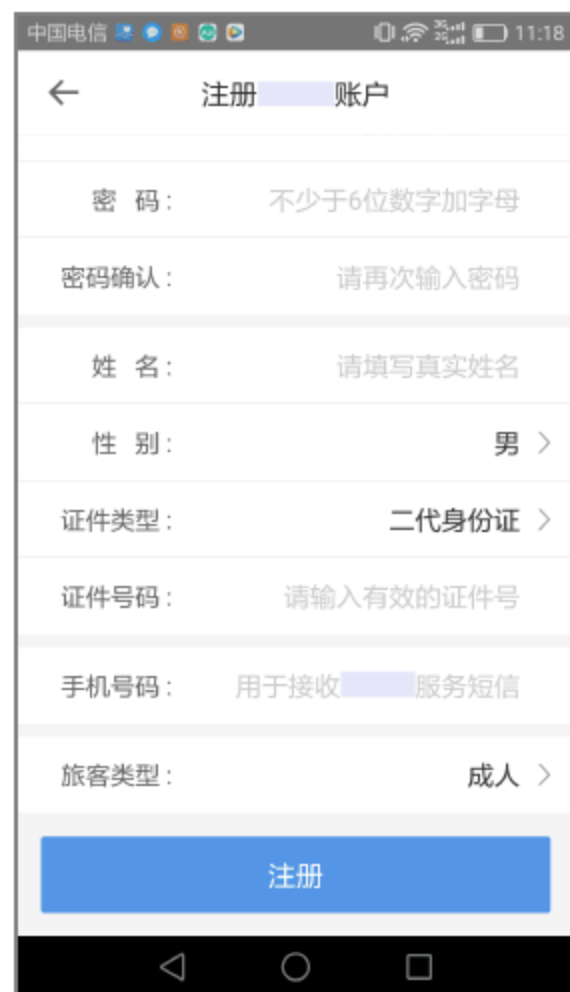 中国电信 11:18
注册 账户
密 码: 不少于6位数字加字母
密码确认: 请再次输入密码
姓 名: 请填写真实姓名
性 别: 男
证件类型: 二代身份证
证件号码: 请输入有效的证件号
手机号码: 用于接收 服务短信
旅客类型: 成人
注册